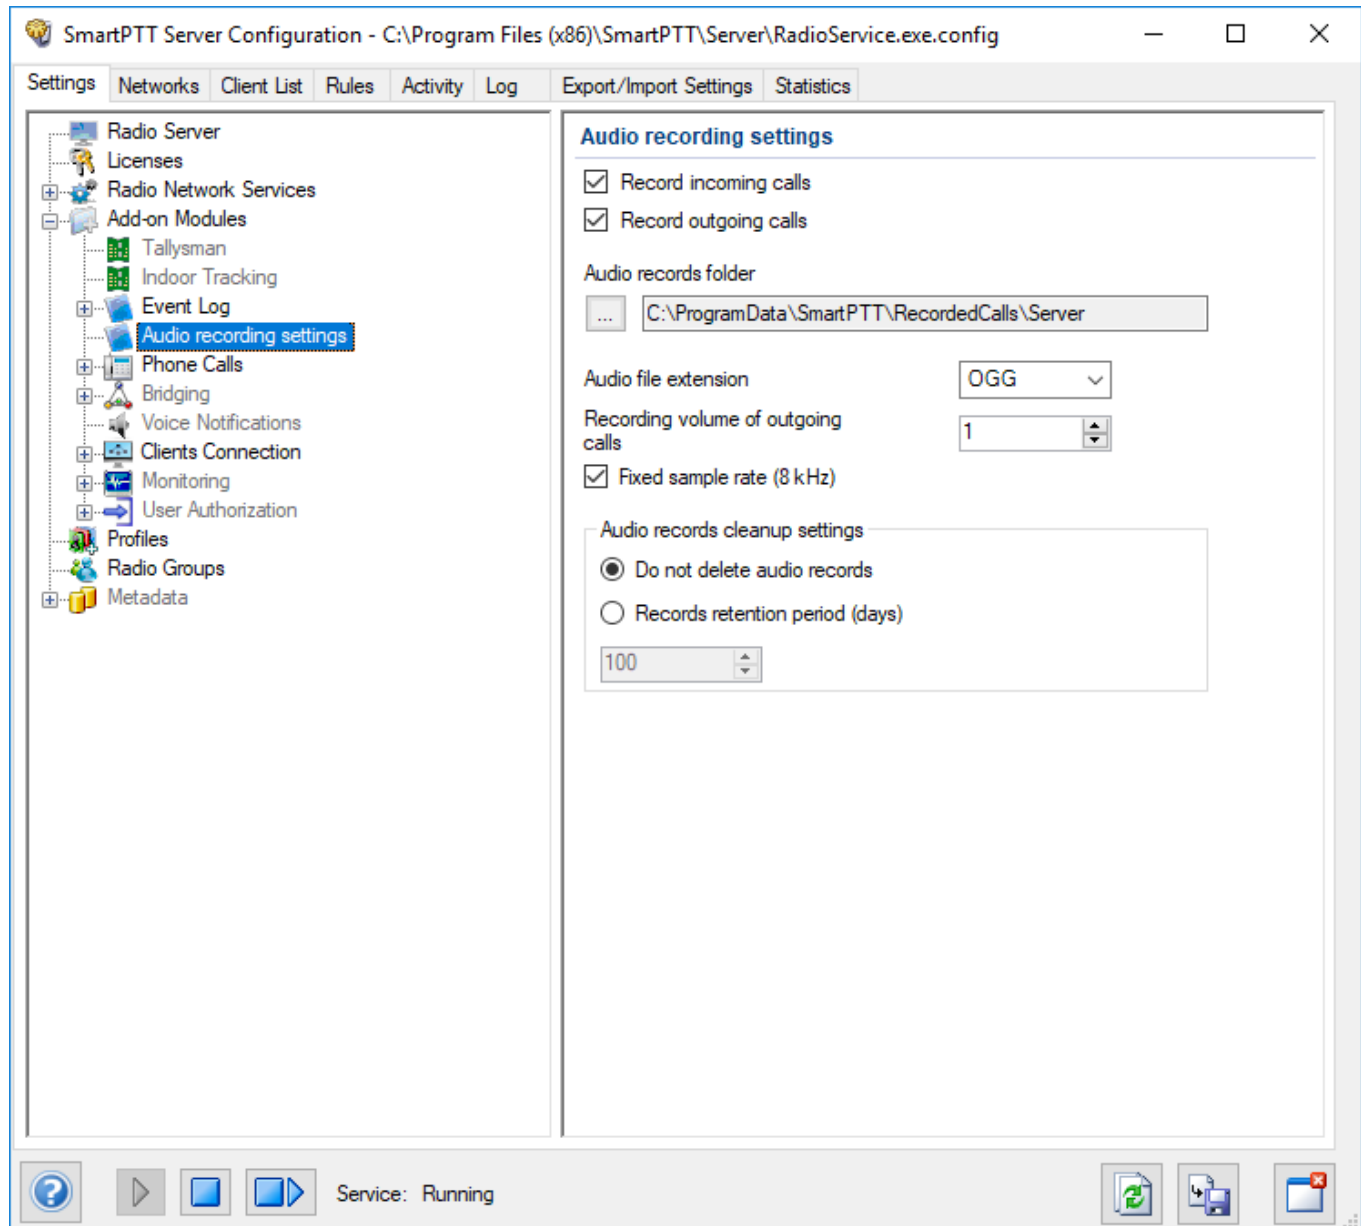 SmartPTT Server Configuration - C:\Program Files (x86)\SmartPTT\Server\RadioService.exe.config
Settings Networks Client List Rules Activity Log Export/Import Settings Statistics
Radio Server
Licenses
Radio Network Services
Add-on Modules
Tallysman
Indoor Tracking
Event Log
Audio recording settings
Phone Calls
Bridging
Voice Notifications
Clients Connection
Monitoring
User Authorization
Profiles
Radio Groups
Metadata
Audio recording settings
Record incoming calls
Record outgoing calls
Audio records folder
... C:\ProgramData\SmartPTT\RecordedCalls\Server
Audio file extension OGG
Recording volume of outgoing
calls 1
Fixed sample rate (8 kHz)
Audio records cleanup settings
Do not delete audio records
Records retention period (days)
100
Service: Running